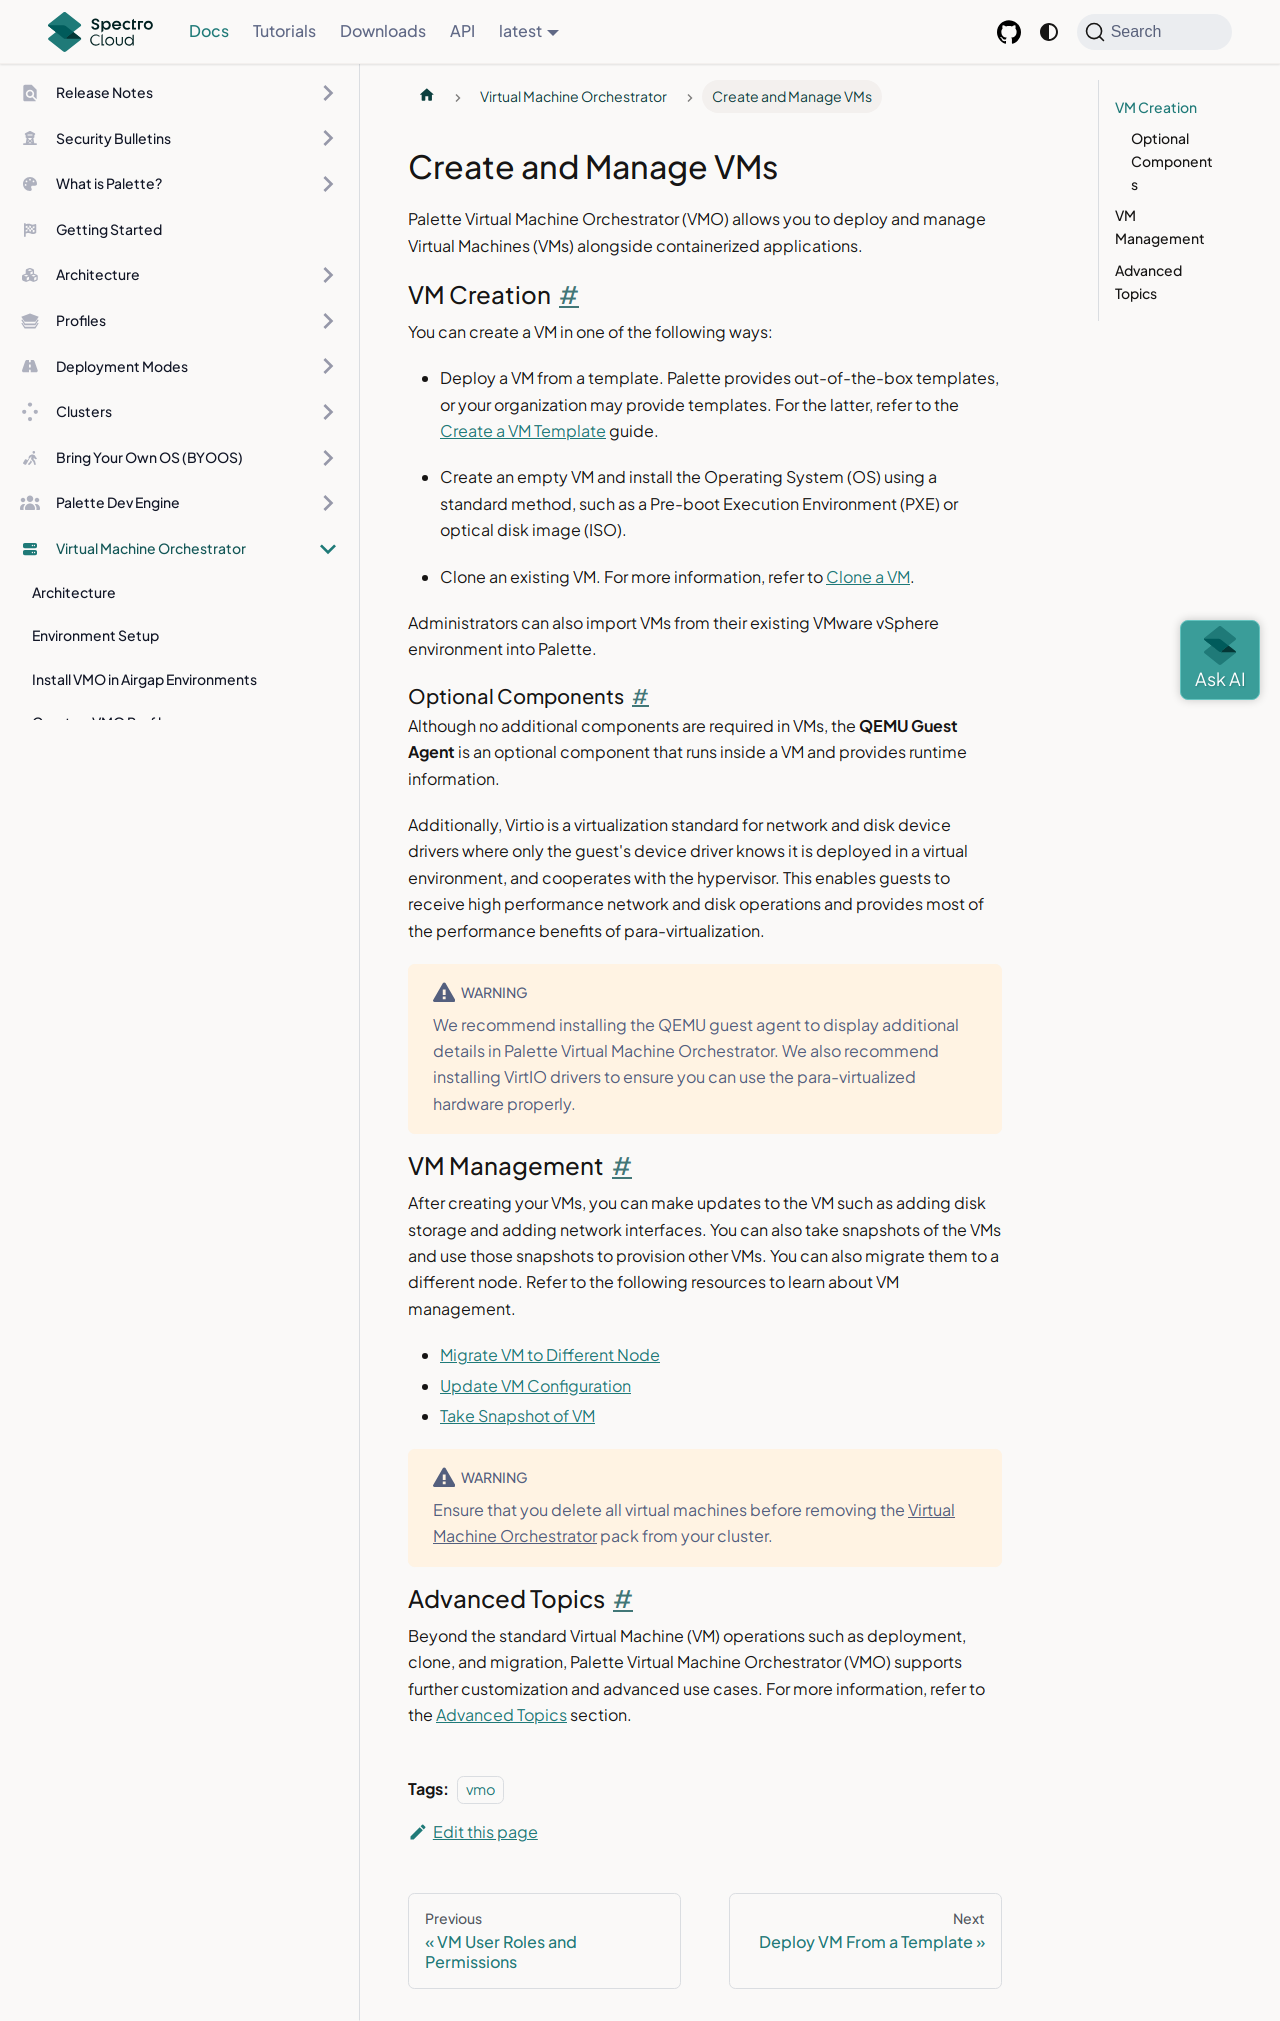 Spectro Cloud
Docs
Tutorials
Downloads
API
latest
Search
Release Notes
Security Bulletins
What is Palette?
Getting Started
Architecture
Profiles
Deployment Modes
Clusters
Bring Your Own OS (BYOOS)
Palette Dev Engine
Virtual Machine Orchestrator
Architecture
Environment Setup
Install VMO in Airgap Environments
Virtual Machine Orchestrator
Create and Manage VMs
Create and Manage VMs
Palette Virtual Machine Orchestrator (VMO) allows you to deploy and manage
Virtual Machines (VMs) alongside containerized applications.
VM Creation #
You can create a VM in one of the following ways:
Deploy a VM from a template. Palette provides out-of-the-box templates,
or your organization may provide templates. For the latter, refer to the
Create a VM Template guide.
Create an empty VM and install the Operating System (OS) using a
standard method, such as a Pre-boot Execution Environment (PXE) or
optical disk image (ISO).
Clone an existing VM. For more information, refer to Clone a VM.
Administrators can also import VMs from their existing VMware vSphere
environment into Palette.
Optional Components #
Although no additional components are required in VMs, the QEMU Guest
Agent is an optional component that runs inside a VM and provides runtime
information.
Additionally, Virtio is a virtualization standard for network and disk device
drivers where only the guest's device driver knows it is deployed in a virtual
environment, and cooperates with the hypervisor. This enables guests to
receive high performance network and disk operations and provides most of
the performance benefits of para-virtualization.
WARNING
We recommend installing the QEMU guest agent to display additional
details in Palette Virtual Machine Orchestrator. We also recommend
installing VirtIO drivers to ensure you can use the para-virtualized
hardware properly.
VM Management #
After creating your VMs, you can make updates to the VM such as adding disk
storage and adding network interfaces. You can also take snapshots of the VMs
and use those snapshots to provision other VMs. You can also migrate them to a
different node. Refer to the following resources to learn about VM
management.
Migrate VM to Different Node
Update VM Configuration
Take Snapshot of VM
WARNING
Ensure that you delete all virtual machines before removing the Virtual
Machine Orchestrator pack from your cluster.
Advanced Topics #
Beyond the standard Virtual Machine (VM) operations such as deployment,
clone, and migration, Palette Virtual Machine Orchestrator (VMO) supports
further customization and advanced use cases. For more information, refer to
the Advanced Topics section.
Tags: vmo
Edit this page
Previous
« VM User Roles and
Permissions
Next
Deploy VM From a Template »
VM Creation
Optional
Component
s
VM
Management
Advanced
Topics
Ask AI